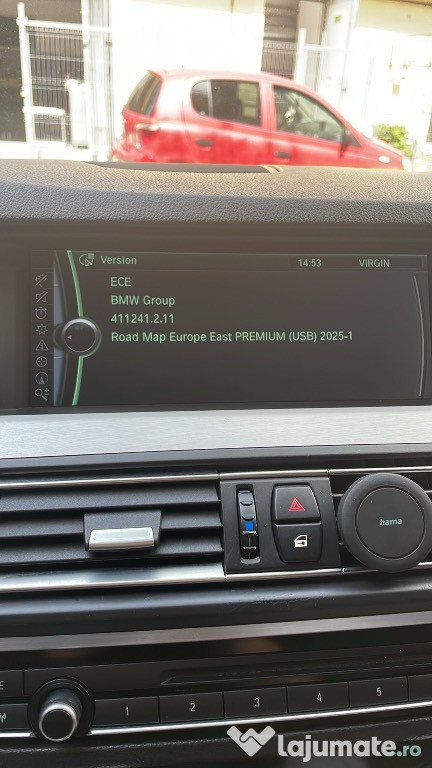 Version
14:53
VIRGIN
ECE
BMW Group
411241.2.11
Road Map Europe East PREMIUM (USB) 2025-1
hama
1
2
3
4
5
lajumate.ro